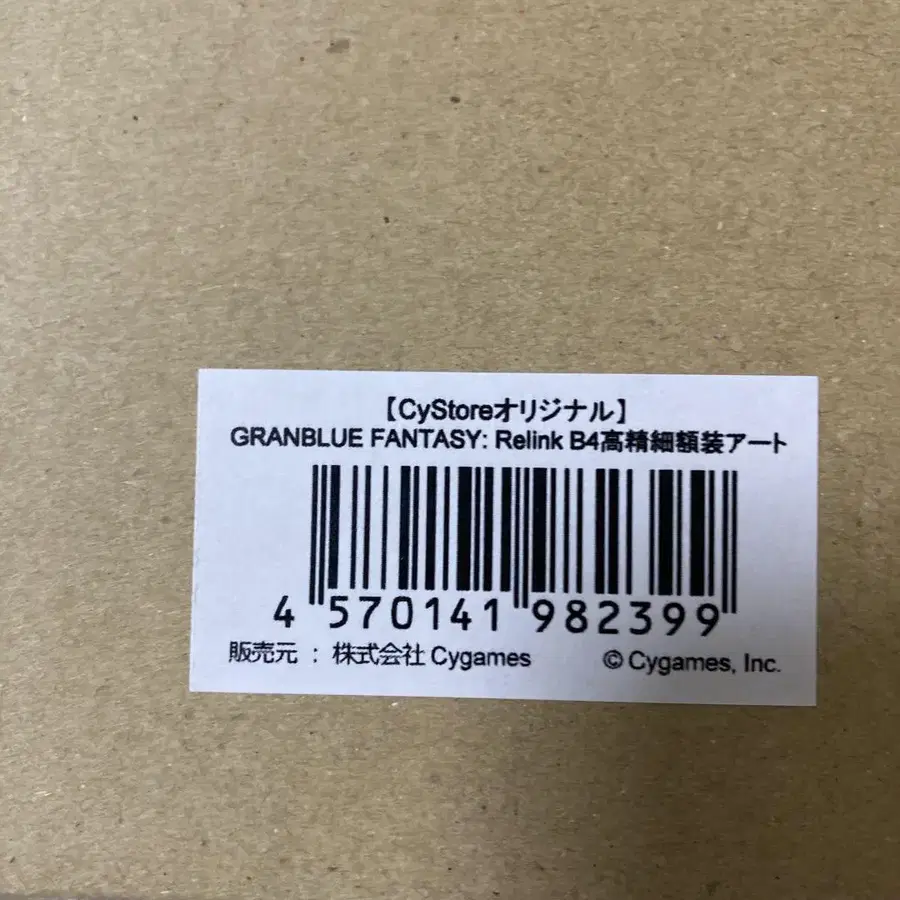 【CyStoreオリジナル】
GRANBLUE FANTASY: Relink B4高精細額装アート
4 570141 982399
販売元 : 株式会社 Cygames © Cygames, Inc.